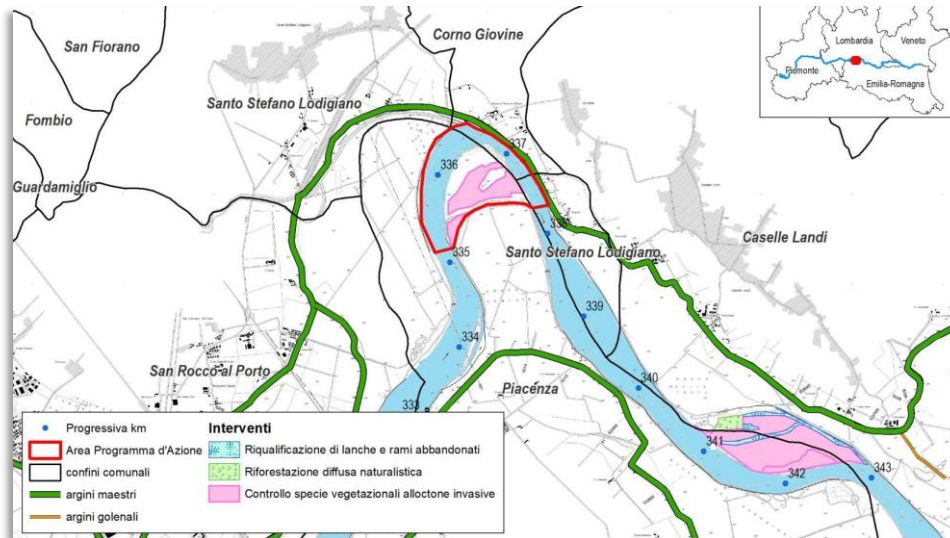 San Fiorano
Corno Giovine
Lombardia
Veneto
Piemonte
Emilia-Romagna
Santo Stefano Lodigiano
Fombio
337
336
Guardamiglio
338
Caselle Landi
Santo Stefano Lodigiano
335
339
334
San Rocco al Porto
Piacenza
340
333
341
342
343
Progressiva km
Area Programma d'Azione
confini comunali
argini maestri
argini golenali
Interventi
Riqualificazione di lanche e rami abbandonati
Riforestazione diffusa naturalistica
Controllo specie vegetazionali alloctone invasive